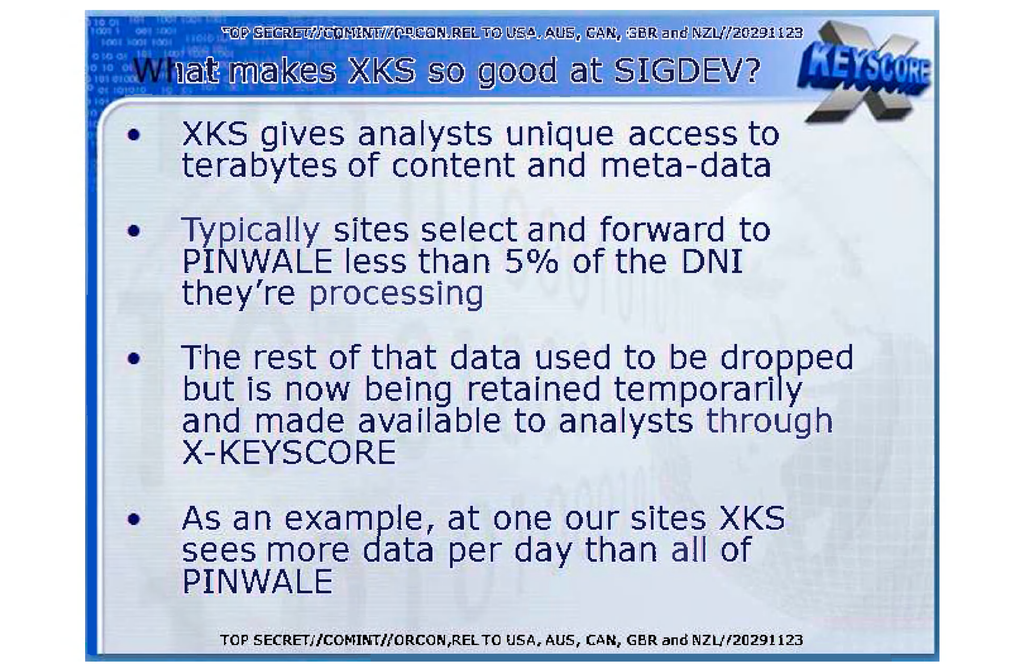 TOP SECRET//COMINT//ORCON,REL TO USA, AUS, CAN, GBR and NZL//20291123
What makes XKS so good at SIGDEV?
X
KEYSCORE
• XKS gives analysts unique access to
terabytes of content and meta-data
• Typically sites select and forward to
PINWALE less than 5% of the DNI
they're processing
• The rest of that data used to be dropped
but is now being retained temporarily
and made available to analysts through
X-KEYSCORE
• As an example, at one our sites XKS
sees more data per day than all of
PINWALE
TOP SECRET//COMINT//ORCON,REL TO USA, AUS, CAN, GBR and NZL//20291123